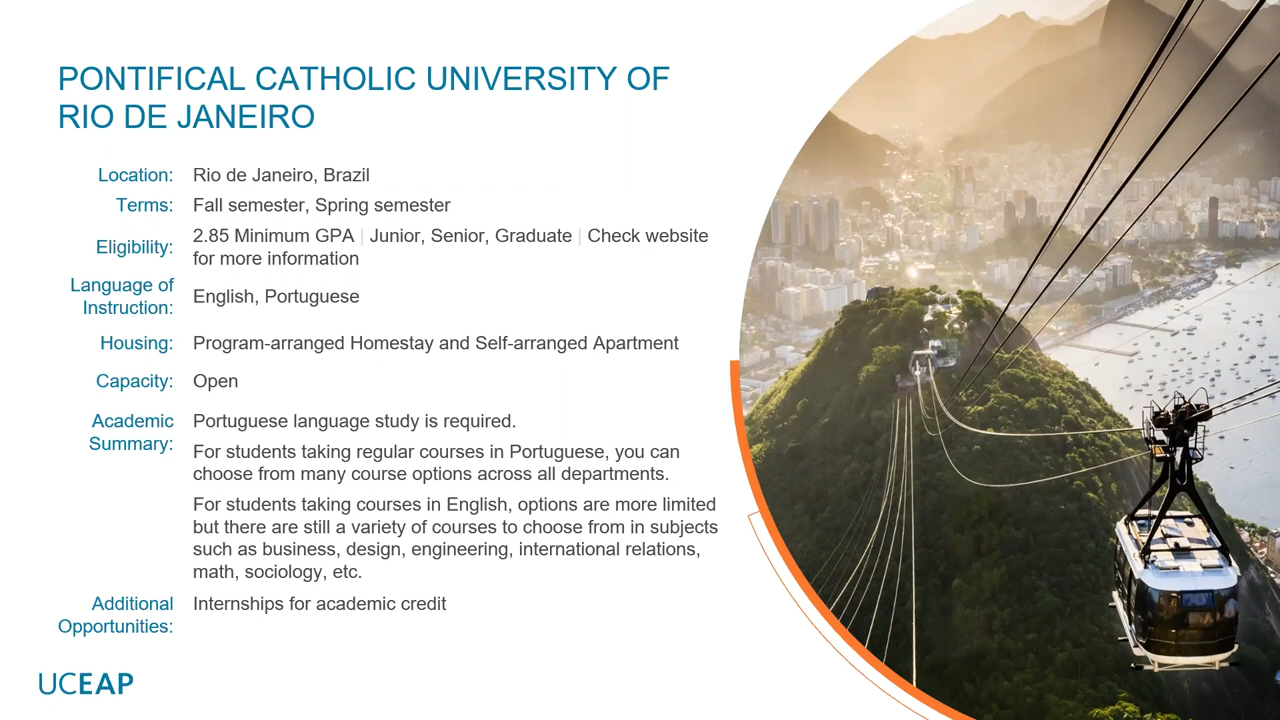 PONTIFICAL CATHOLIC UNIVERSITY OF
RIO DE JANEIRO
Location: Rio de Janeiro, Brazil
Terms: Fall semester, Spring semester
Eligibility: 2.85 Minimum GPA | Junior, Senior, Graduate | Check website
for more information
Language of
Instruction: English, Portuguese
Housing: Program-arranged Homestay and Self-arranged Apartment
Capacity: Open
Academic
Summary: Portuguese language study is required.
For students taking regular courses in Portuguese, you can
choose from many course options across all departments.
For students taking courses in English, options are more limited
but there are still a variety of courses to choose from in subjects
such as business, design, engineering, international relations,
math, sociology, etc.
Additional
Opportunities: Internships for academic credit
UCEAP